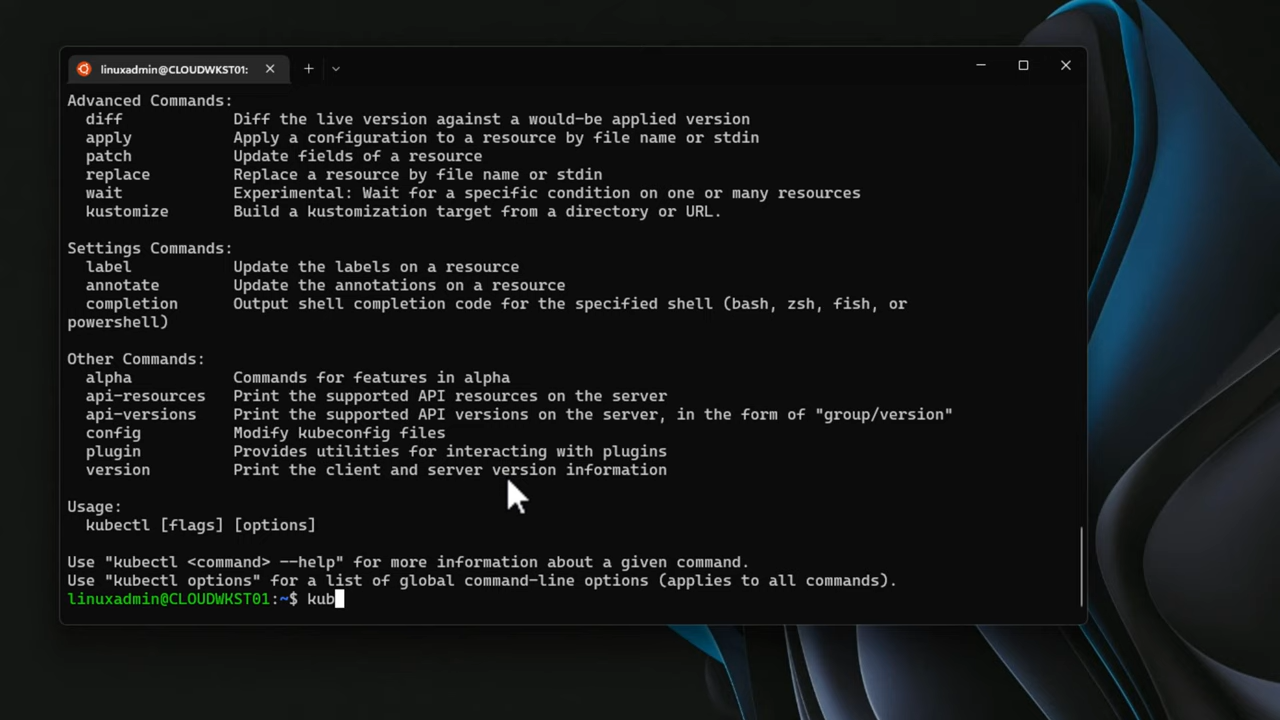 linuxadmin@CLOUDWKST01:
Advanced Commands:
diff Diff the live version against a would-be applied version
apply Apply a configuration to a resource by file name or stdin
patch Update fields of a resource
replace Replace a resource by file name or stdin
wait Experimental: Wait for a specific condition on one or many resources
kustomize Build a kustomization target from a directory or URL.
Settings Commands:
label Update the labels on a resource
annotate Update the annotations on a resource
completion Output shell completion code for the specified shell (bash, zsh, fish, or
powershell)
Other Commands:
alpha Commands for features in alpha
api-resources Print the supported API resources on the server
api-versions Print the supported API versions on the server, in the form of "group/version"
config Modify kubeconfig files
plugin Provides utilities for interacting with plugins
version Print the client and server version information
Usage:
kubectl [flags] [options]
Use "kubectl <command> --help" for more information about a given command.
Use "kubectl options" for a list of global command-line options (applies to all commands).
linuxadmin@CLOUDWKST01:~$ kub